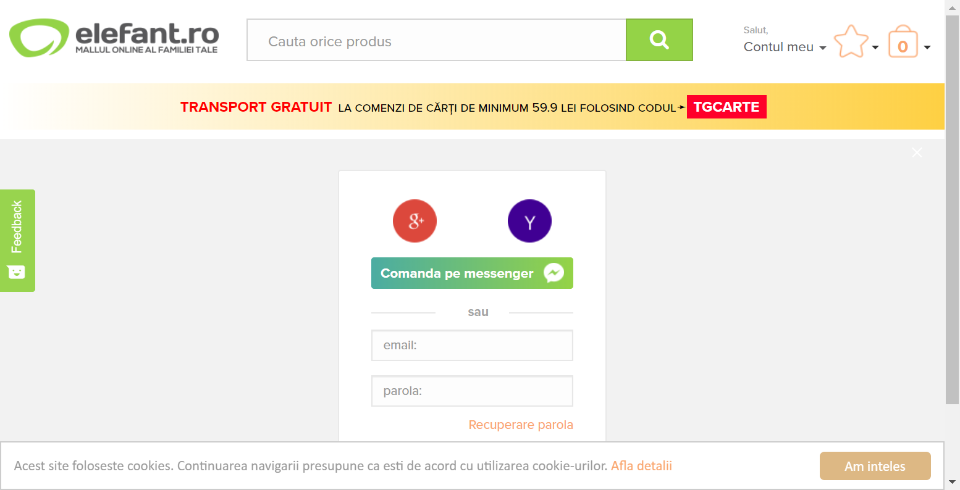 elefant.ro
MALLUL ONLINE AL FAMILIEI TALE
Cauta orice produs
Salut,
Contul meu
0
TRANSPORT GRATUIT LA COMENZI DE CĂRȚI DE MINIMUM 59.9 LEI FOLOSIND CODUL TGCARTE
Feedback
g+
Y
Comanda pe messenger
sau
email:
parola:
Recuperare parola
Acest site foloseste cookies. Continuarea navigarii presupune ca esti de acord cu utilizarea cookie-urilor. Afla detalii
Am inteles